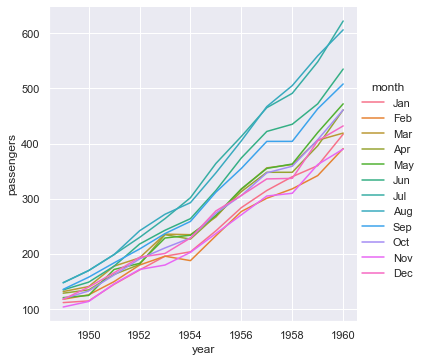 600
500
400
300
200
100
passengers
1950 1952 1954 1956 1958 1960
year
month
Jan
Feb
Mar
Apr
May
Jun
Jul
Aug
Sep
Oct
Nov
Dec